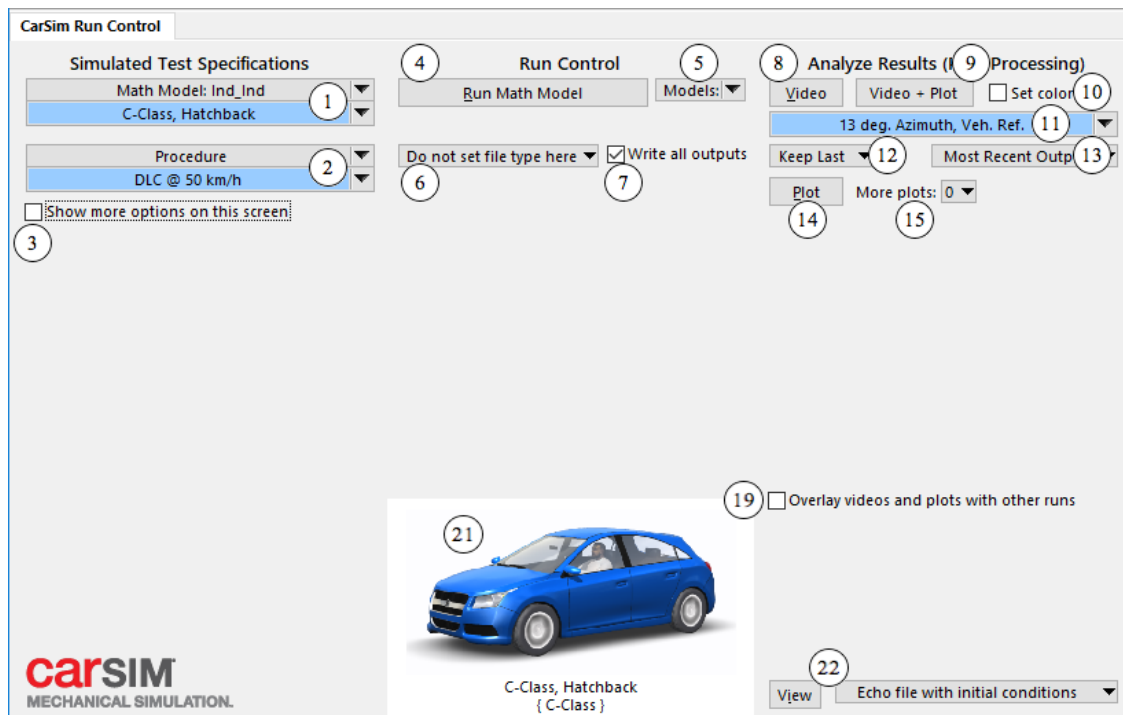 CarSim Run Control
Simulated Test Specifications
Math Model: Ind_Ind
1
C-Class, Hatchback
Procedure
2
DLC @ 50 km/h
Show more options on this screen
3
4
Run Control
5
Run Math Model
Models:
Do not set file type here
Write all outputs
6
7
8
Analyze Results (
9
Processing)
Video
Video + Plot
Set color
10
13 deg. Azimuth, Veh. Ref.
11
Keep Last
12
Most Recent
13
Plot
More plots: 0
14
15
19
Overlay videos and plots with other runs
21
carSIM
MECHANICAL SIMULATION.
C-Class, Hatchback
{ C-Class }
22
View
Echo file with initial conditions